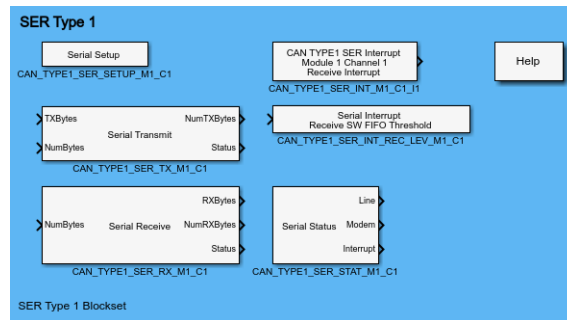 SER Type 1
Serial Setup
CAN_TYPE1_SER_SETUP_M1_C1
CAN TYPE1 SER Interrupt
Module 1 Channel 1
Receive Interrupt
CAN_TYPE1_SER_INT_M1_C1_I1
Help
TXBytes
NumBytes
Serial Transmit
NumTXBytes
Status
CAN_TYPE1_SER_TX_M1_C1
Serial Interrupt
Receive SW FIFO Threshold
CAN_TYPE1_SER_INT_REC_LEV_M1_C1
NumBytes
Serial Receive
RXBytes
NumRXBytes
Status
CAN_TYPE1_SER_RX_M1_C1
Serial Status
Line
Modem
Interrupt
CAN_TYPE1_SER_STAT_M1_C1
SER Type 1 Blockset